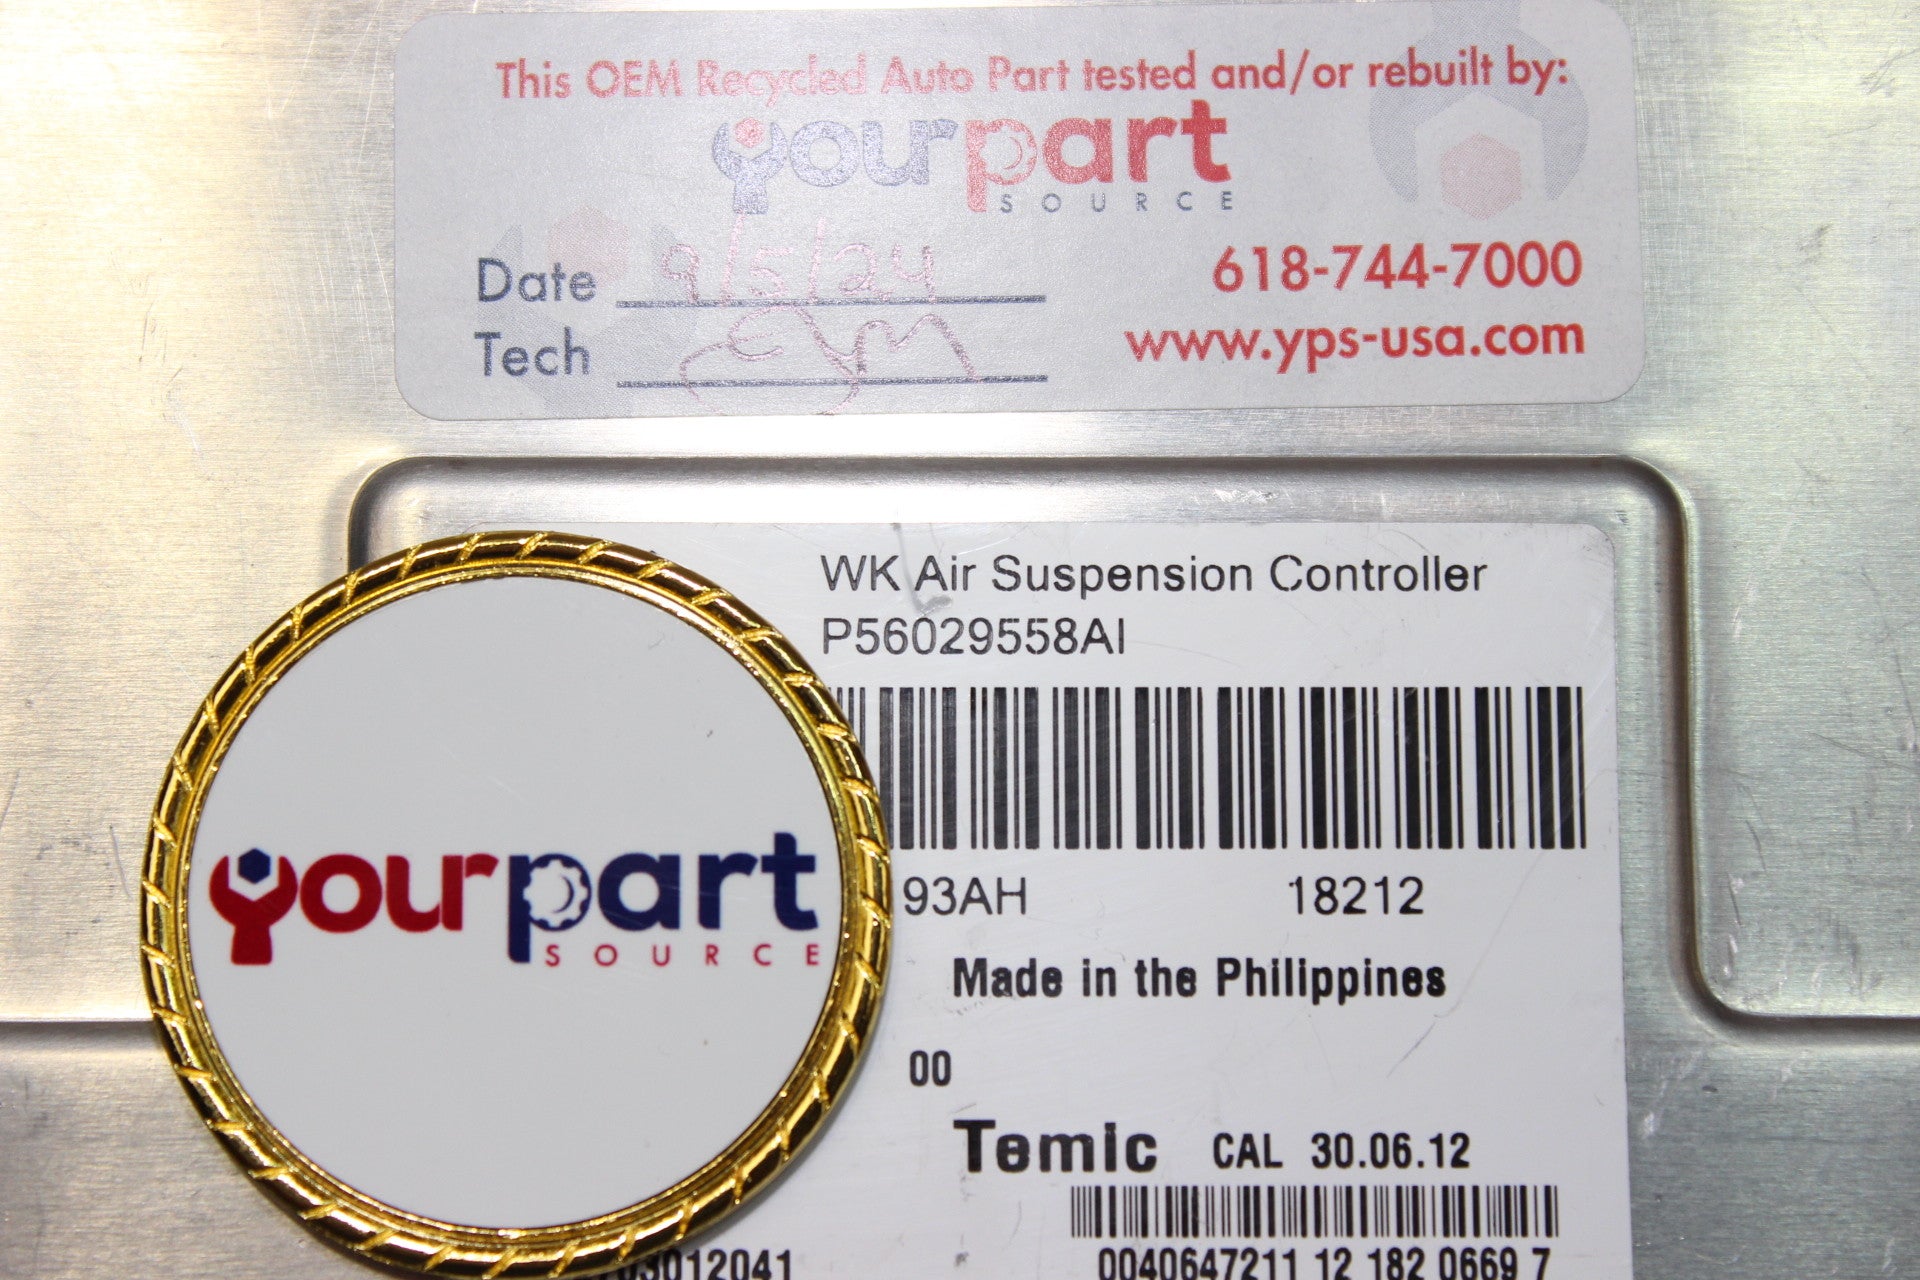 This OEM Recycled Auto Part tested and/or rebuilt by:
yourpart
SOURCE
Date 9/5/24
618-744-7000
Tech
www.yps-usa.com
WK Air Suspension Controller
P56029558AI
93AH 18212
Made in the Philippines
00
Temic CAL 30.06.12
0040647211 12 182 0669 7
yourpart
SOURCE